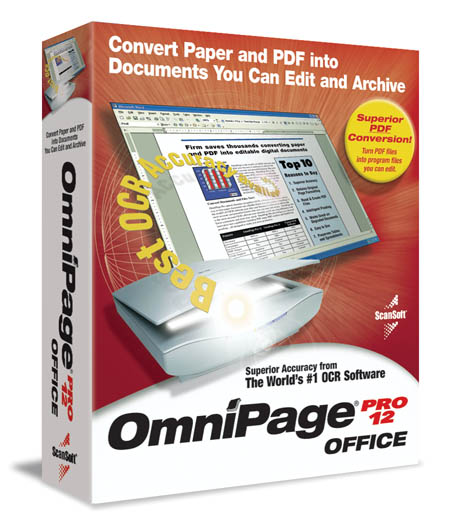 Convert Paper and PDF into
Documents You Can Edit and Archive
Superior
PDF
Conversion!
Turn PDF files
into program files
you can edit.
Firm saves thousands converting paper
and PDF into editable digital documents
Top 10
Reasons to Buy
Best OCR Accuracy
ScanSoft
Superior Accuracy from
The World's #1 OCR Software
OmniPage® PRO
12
OFFICE
Convert Paper and PDF
into Documents
You Can Edit and Archive
OmniPage PRO
12
OFFICE
ScanSoft